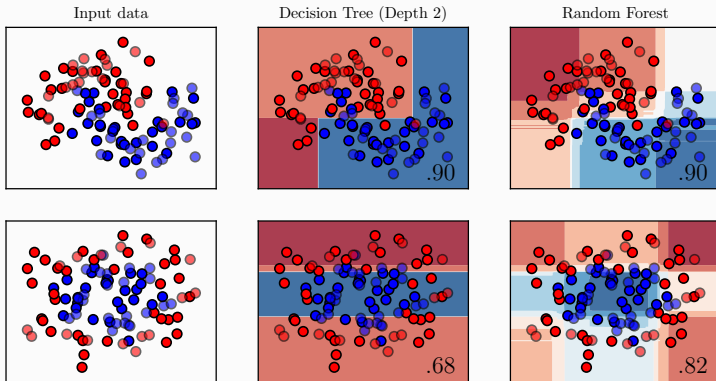 Input data
Decision Tree (Depth 2)
Random Forest
.90
.90
.68
.82